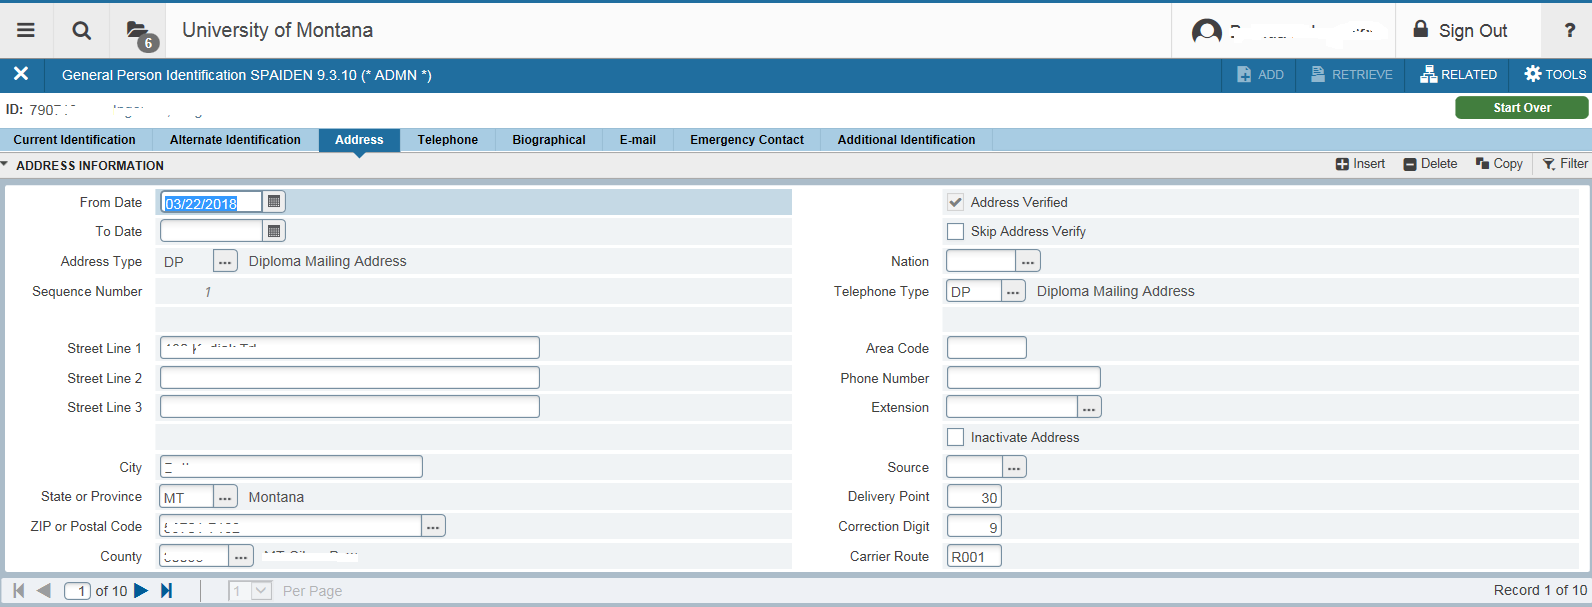 6 University of Montana Sign Out ?
General Person Identification SPAIDEN 9.3.10 (* ADMN *) ADD RETRIEVE RELATED TOOLS
ID: Start Over
Current Identification Alternate Identification Address Telephone Biographical E-mail Emergency Contact Additional Identification
ADDRESS INFORMATION Insert Delete Copy Filter
From Date 03/22/2018 Address Verified
To Date Skip Address Verify
Address Type DP ... Diploma Mailing Address Nation ...
Sequence Number 1 Telephone Type DP ... Diploma Mailing Address
Street Line 1 Area Code
Street Line 2 Phone Number
Street Line 3 Extension ...
Inactivate Address
City Source ...
State or Province MT ... Montana Delivery Point 30
ZIP or Postal Code ... Correction Digit 9
County ... Carrier Route R001
1 of 10 1 Per Page Record 1 of 10